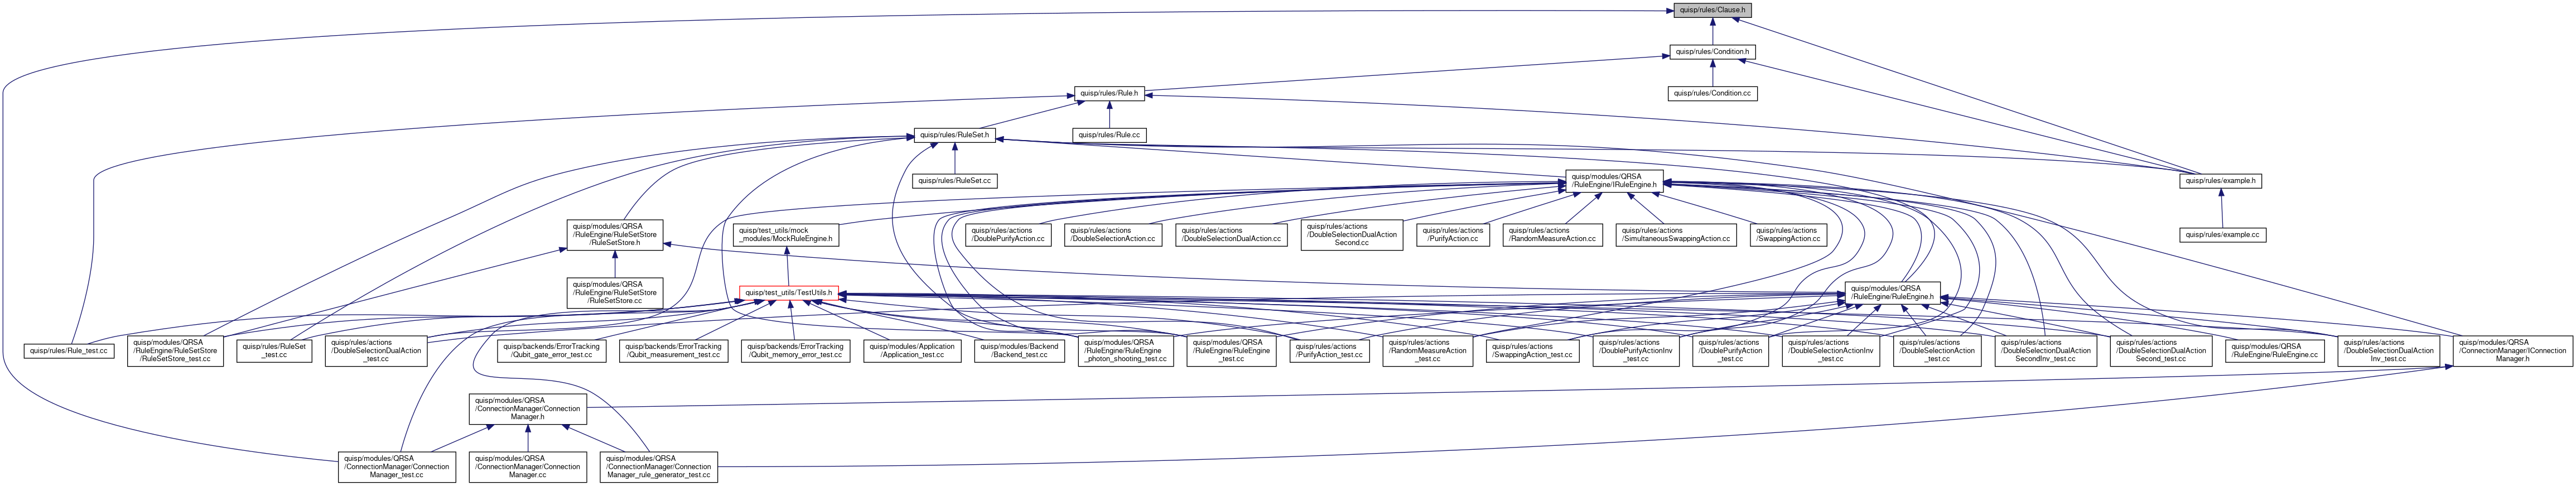 quisp/rules/Clause.h
quisp/rules/Condition.h
quisp/rules/Rule.h
quisp/rules/Condition.cc
quisp/rules/RuleSet.h
quisp/rules/Rule.cc
quisp/rules/RuleSet.cc
quisp/modules/QRSA
/RuleEngine/IRuleEngine.h
quisp/rules/example.h
quisp/modules/QRSA
/RuleEngine/RuleSetStore
/RuleSetStore.h
quisp/test_utils/mock
_modules/MockRuleEngine.h
quisp/rules/actions
/DoublePurifyAction.cc
quisp/rules/actions
/DoubleSelectionAction.cc
quisp/rules/actions
/DoubleSelectionDualAction.cc
quisp/rules/actions
/DoubleSelectionDualAction
Second.cc
quisp/rules/actions
/PurifyAction.cc
quisp/rules/actions
/RandomMeasureAction.cc
quisp/rules/actions
/SimultaneousSwappingAction.cc
quisp/rules/actions
/SwappingAction.cc
quisp/rules/example.cc
quisp/modules/QRSA
/RuleEngine/RuleSetStore
/RuleSetStore.cc
quisp/test_utils/TestUtils.h
quisp/modules/QRSA
/RuleEngine/RuleEngine.h
quisp/rules/Rule_test.cc
quisp/modules/QRSA
/RuleEngine/RuleSetStore
/RuleSetStore_test.cc
quisp/rules/RuleSet
_test.cc
quisp/rules/actions
/DoubleSelectionDualAction
_test.cc
quisp/backends/ErrorTracking
/Qubit_gate_error_test.cc
quisp/backends/ErrorTracking
/Qubit_measurement_test.cc
quisp/backends/ErrorTracking
/Qubit_memory_error_test.cc
quisp/modules/Application
/Application_test.cc
quisp/modules/Backend
/Backend_test.cc
quisp/modules/QRSA
/RuleEngine/RuleEngine
_photon_shooting_test.cc
quisp/modules/QRSA
/RuleEngine/RuleEngine
_test.cc
quisp/rules/actions
/PurifyAction_test.cc
quisp/rules/actions
/RandomMeasureAction
_test.cc
quisp/rules/actions
/SwappingAction_test.cc
quisp/rules/actions
/DoublePurifyActionInv
_test.cc
quisp/rules/actions
/DoublePurifyAction
_test.cc
quisp/rules/actions
/DoubleSelectionActionInv
_test.cc
quisp/rules/actions
/DoubleSelectionAction
_test.cc
quisp/rules/actions
/DoubleSelectionDualAction
SecondInv_test.cc
quisp/rules/actions
/DoubleSelectionDualAction
Second_test.cc
quisp/modules/QRSA
/RuleEngine/RuleEngine.cc
quisp/rules/actions
/DoubleSelectionDualAction
Inv_test.cc
quisp/modules/QRSA
/ConnectionManager/IConnection
Manager.h
quisp/modules/QRSA
/ConnectionManager/Connection
Manager.h
quisp/modules/QRSA
/ConnectionManager/Connection
Manager_test.cc
quisp/modules/QRSA
/ConnectionManager/Connection
Manager.cc
quisp/modules/QRSA
/ConnectionManager/Connection
Manager_rule_generator_test.cc